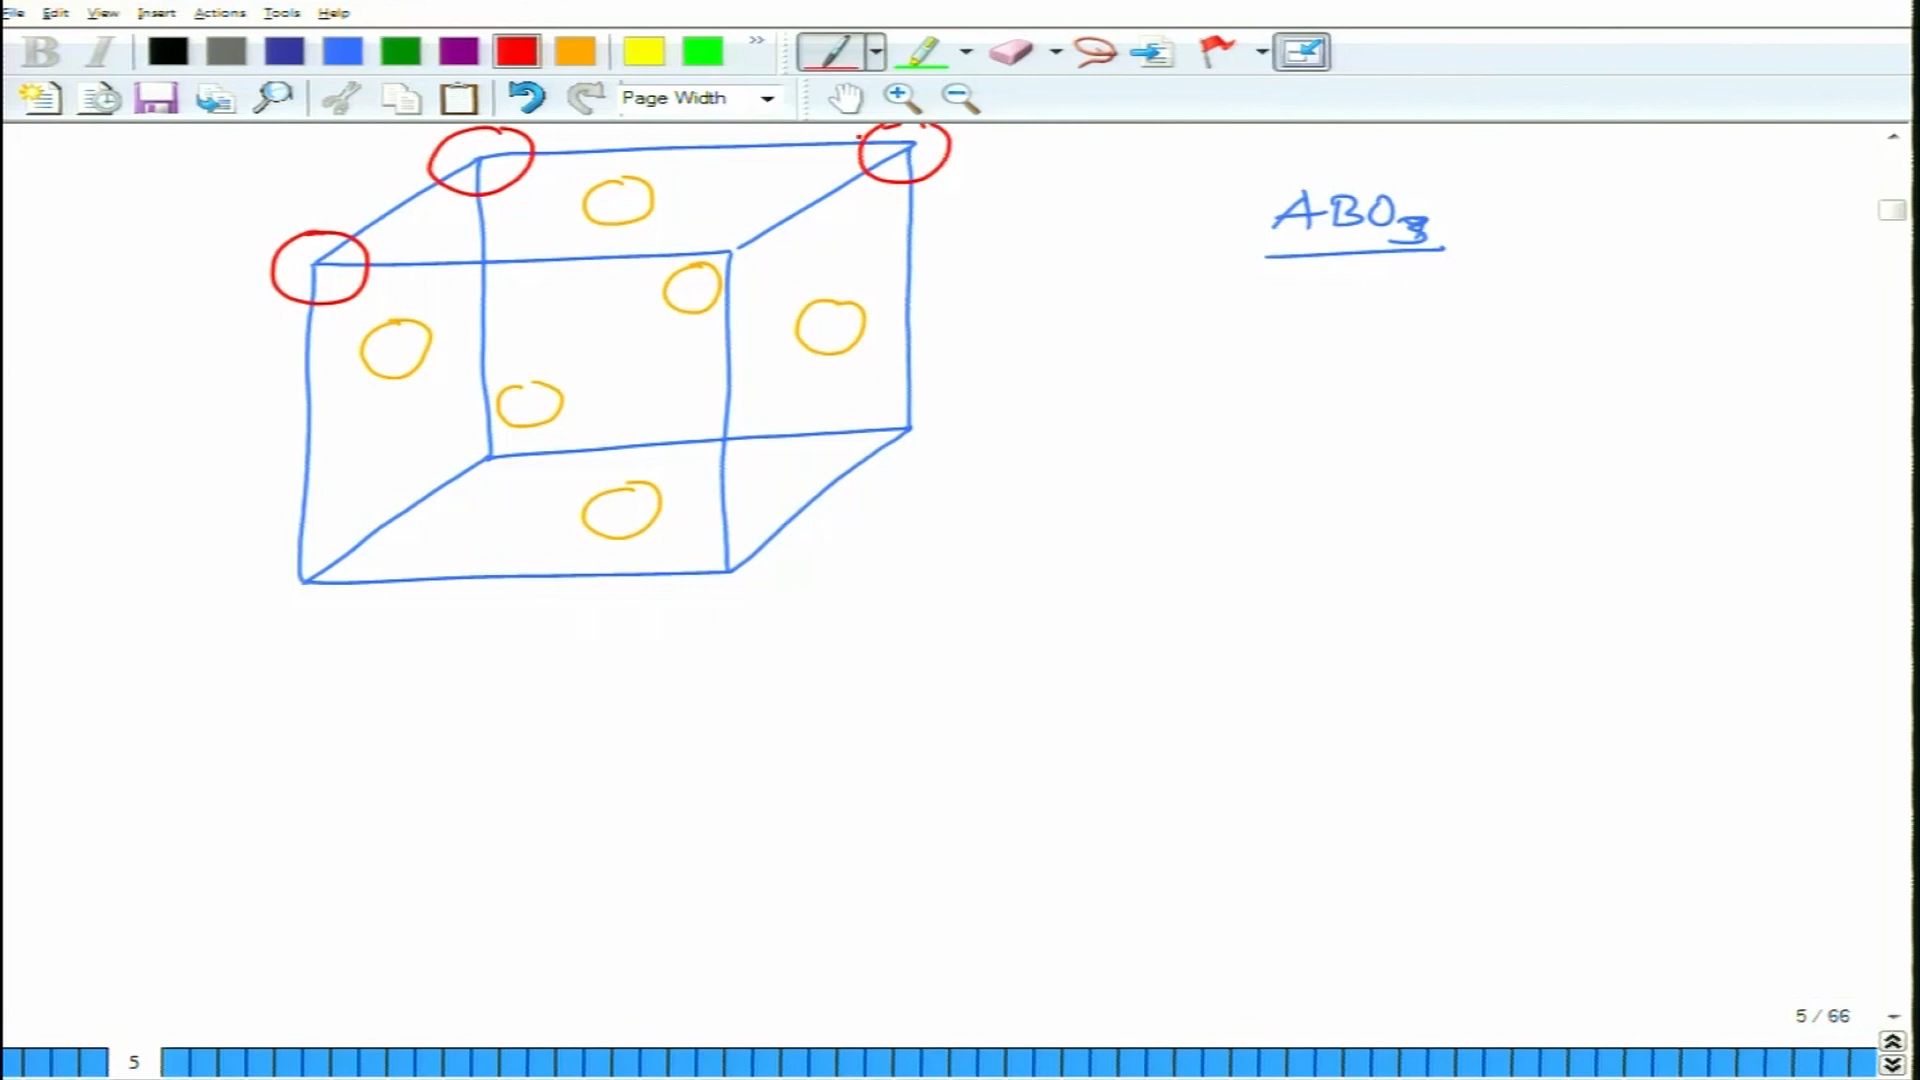 File Edit View Insert Actions Tools Help
B I
Page Width
ABO3
5 / 66
5